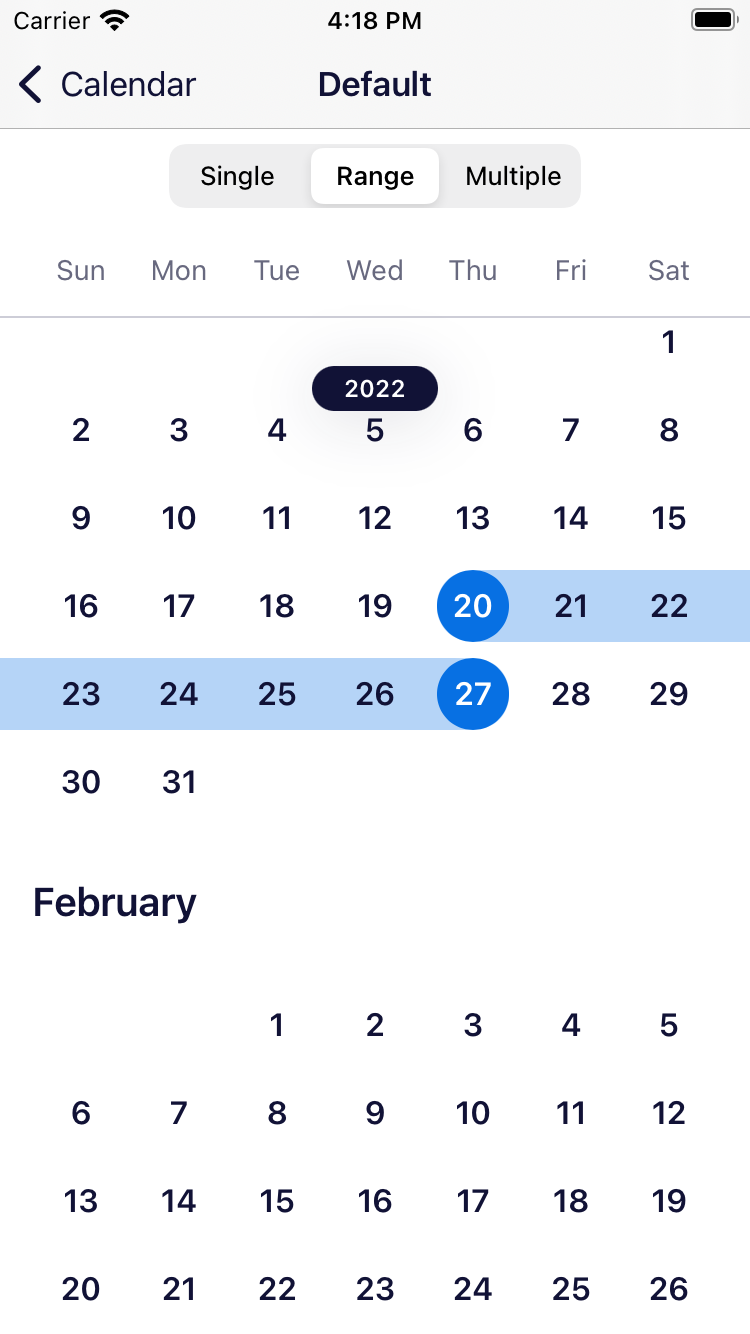 Carrier 4:18 PM
Calendar Default
Single Range Multiple
Sun Mon Tue Wed Thu Fri Sat
1
2022
2 3 4 5 6 7 8
9 10 11 12 13 14 15
16 17 18 19 20 21 22
23 24 25 26 27 28 29
30 31
February
1 2 3 4 5
6 7 8 9 10 11 12
13 14 15 16 17 18 19
20 21 22 23 24 25 26